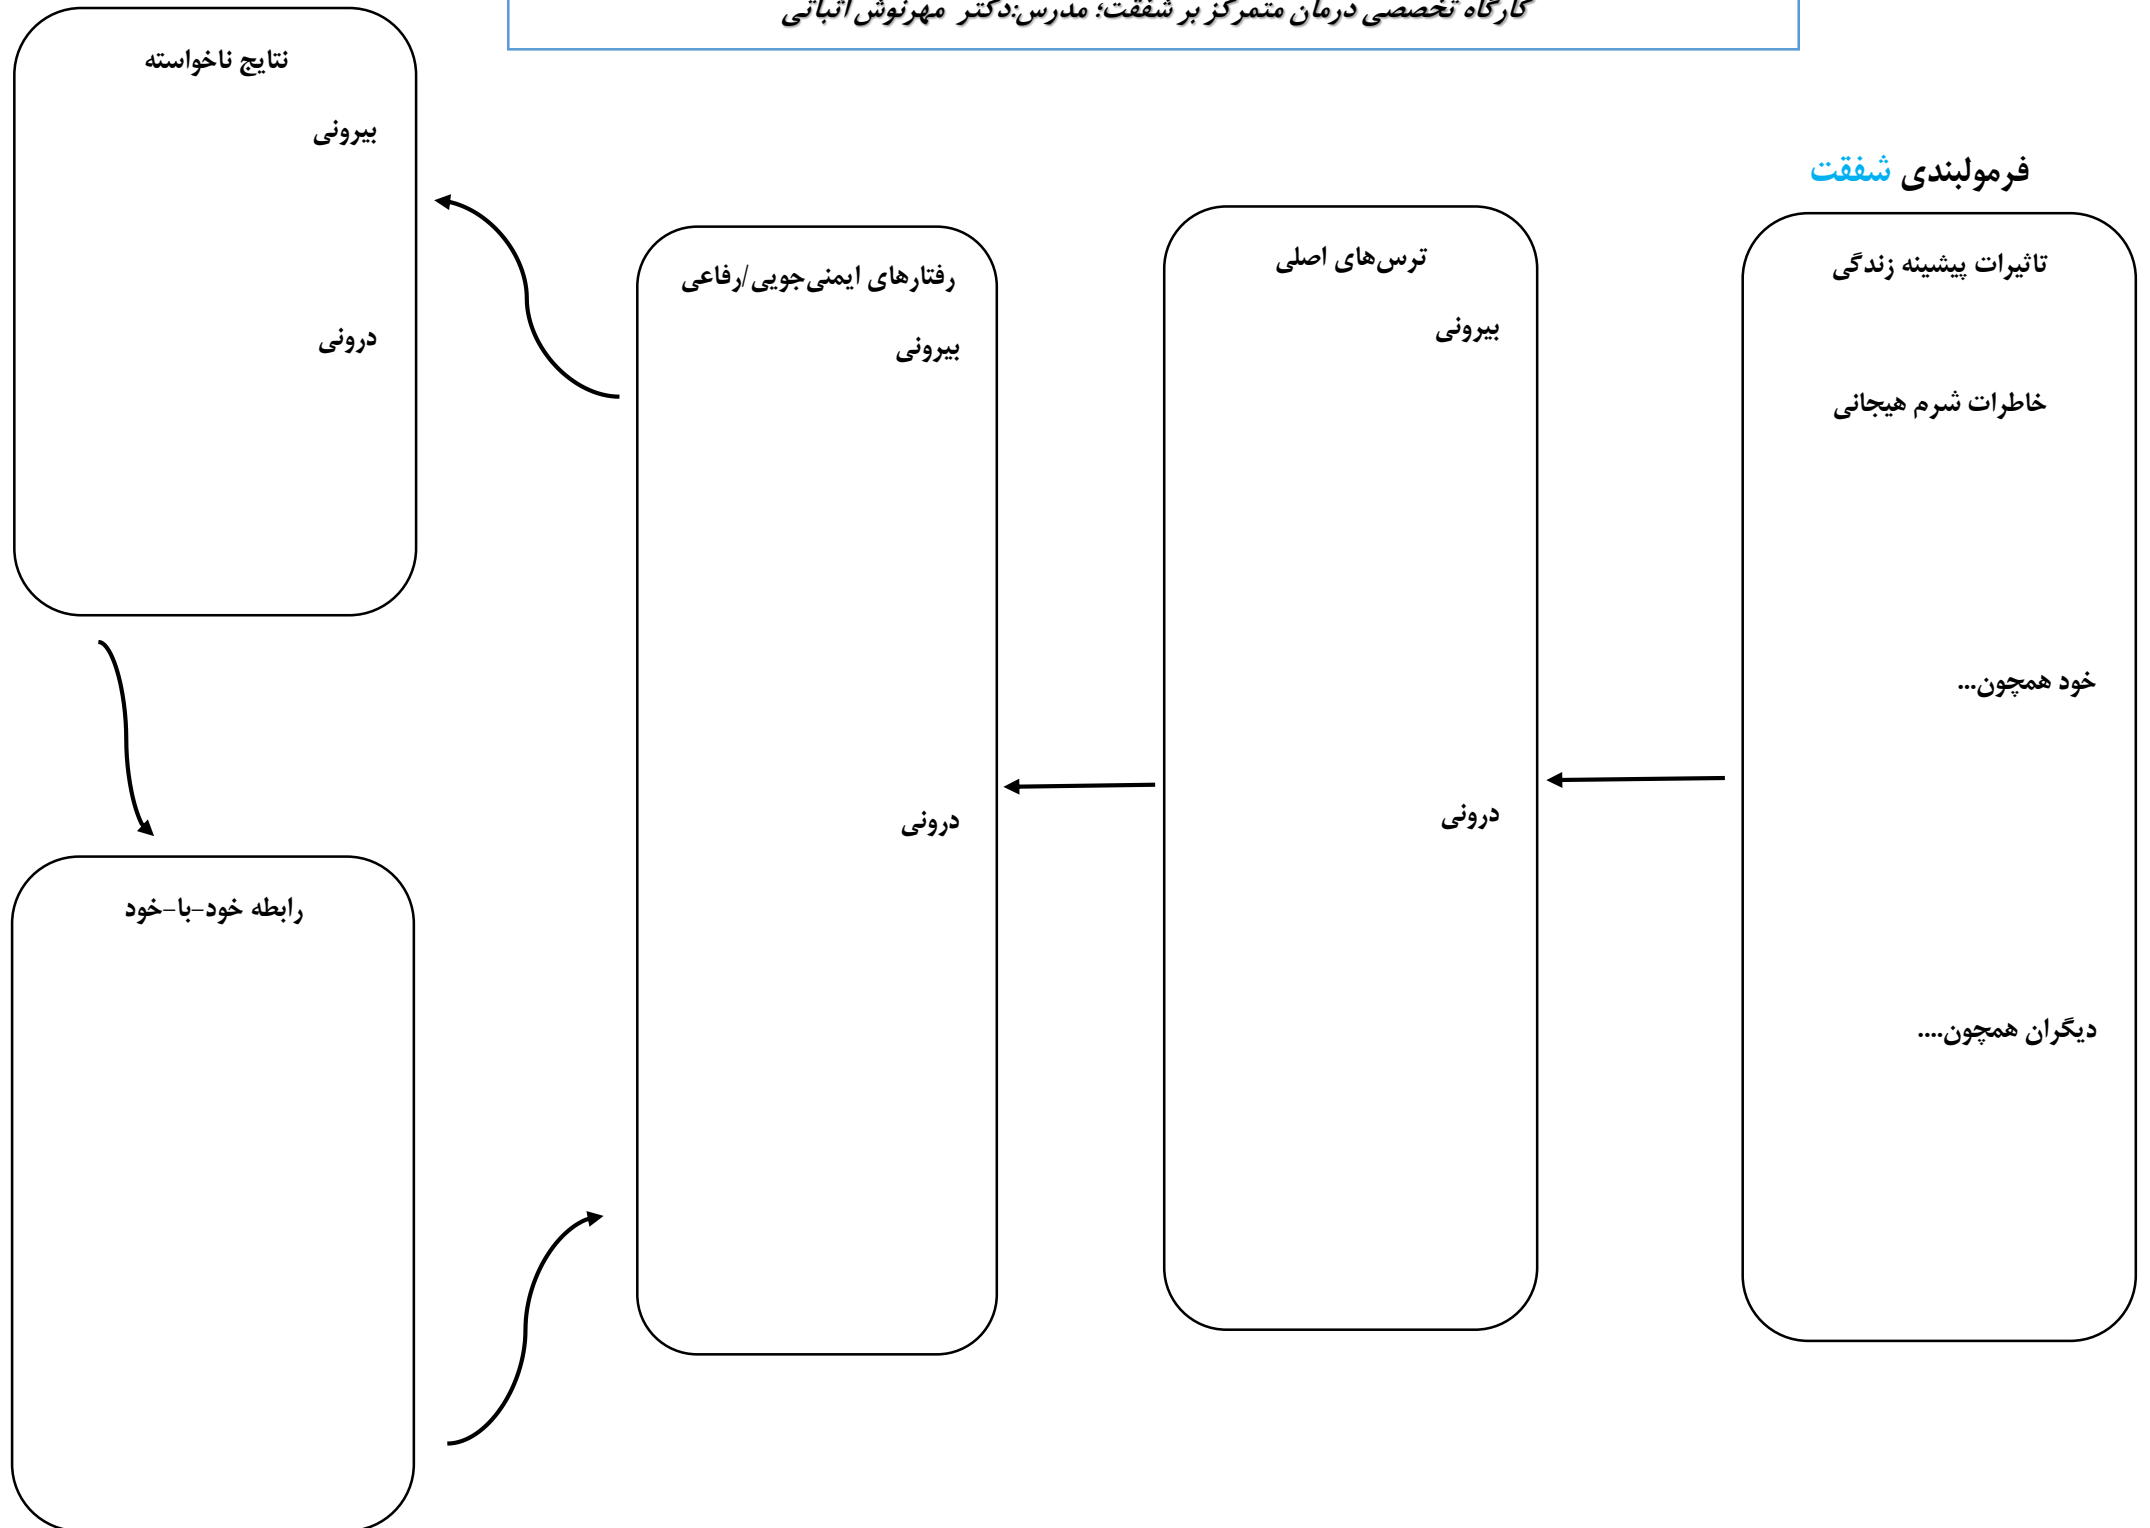 کارگاه تخصصی درمان متمرکز بر شفقت؛ مدرس:دکتر مهرنوش اثباتی
فرمولبندی شفقت
تاثیرات پیشینه زندگی
خاطرات شرم هیجانی
خود همچون...
دیگران همچون....
ترس‌های اصلی
بیرونی
درونی
رفتارهای ایمنی‌جویی/رفاعی
بیرونی
درونی
نتایج ناخواسته
بیرونی
درونی
رابطه خود-با-خود